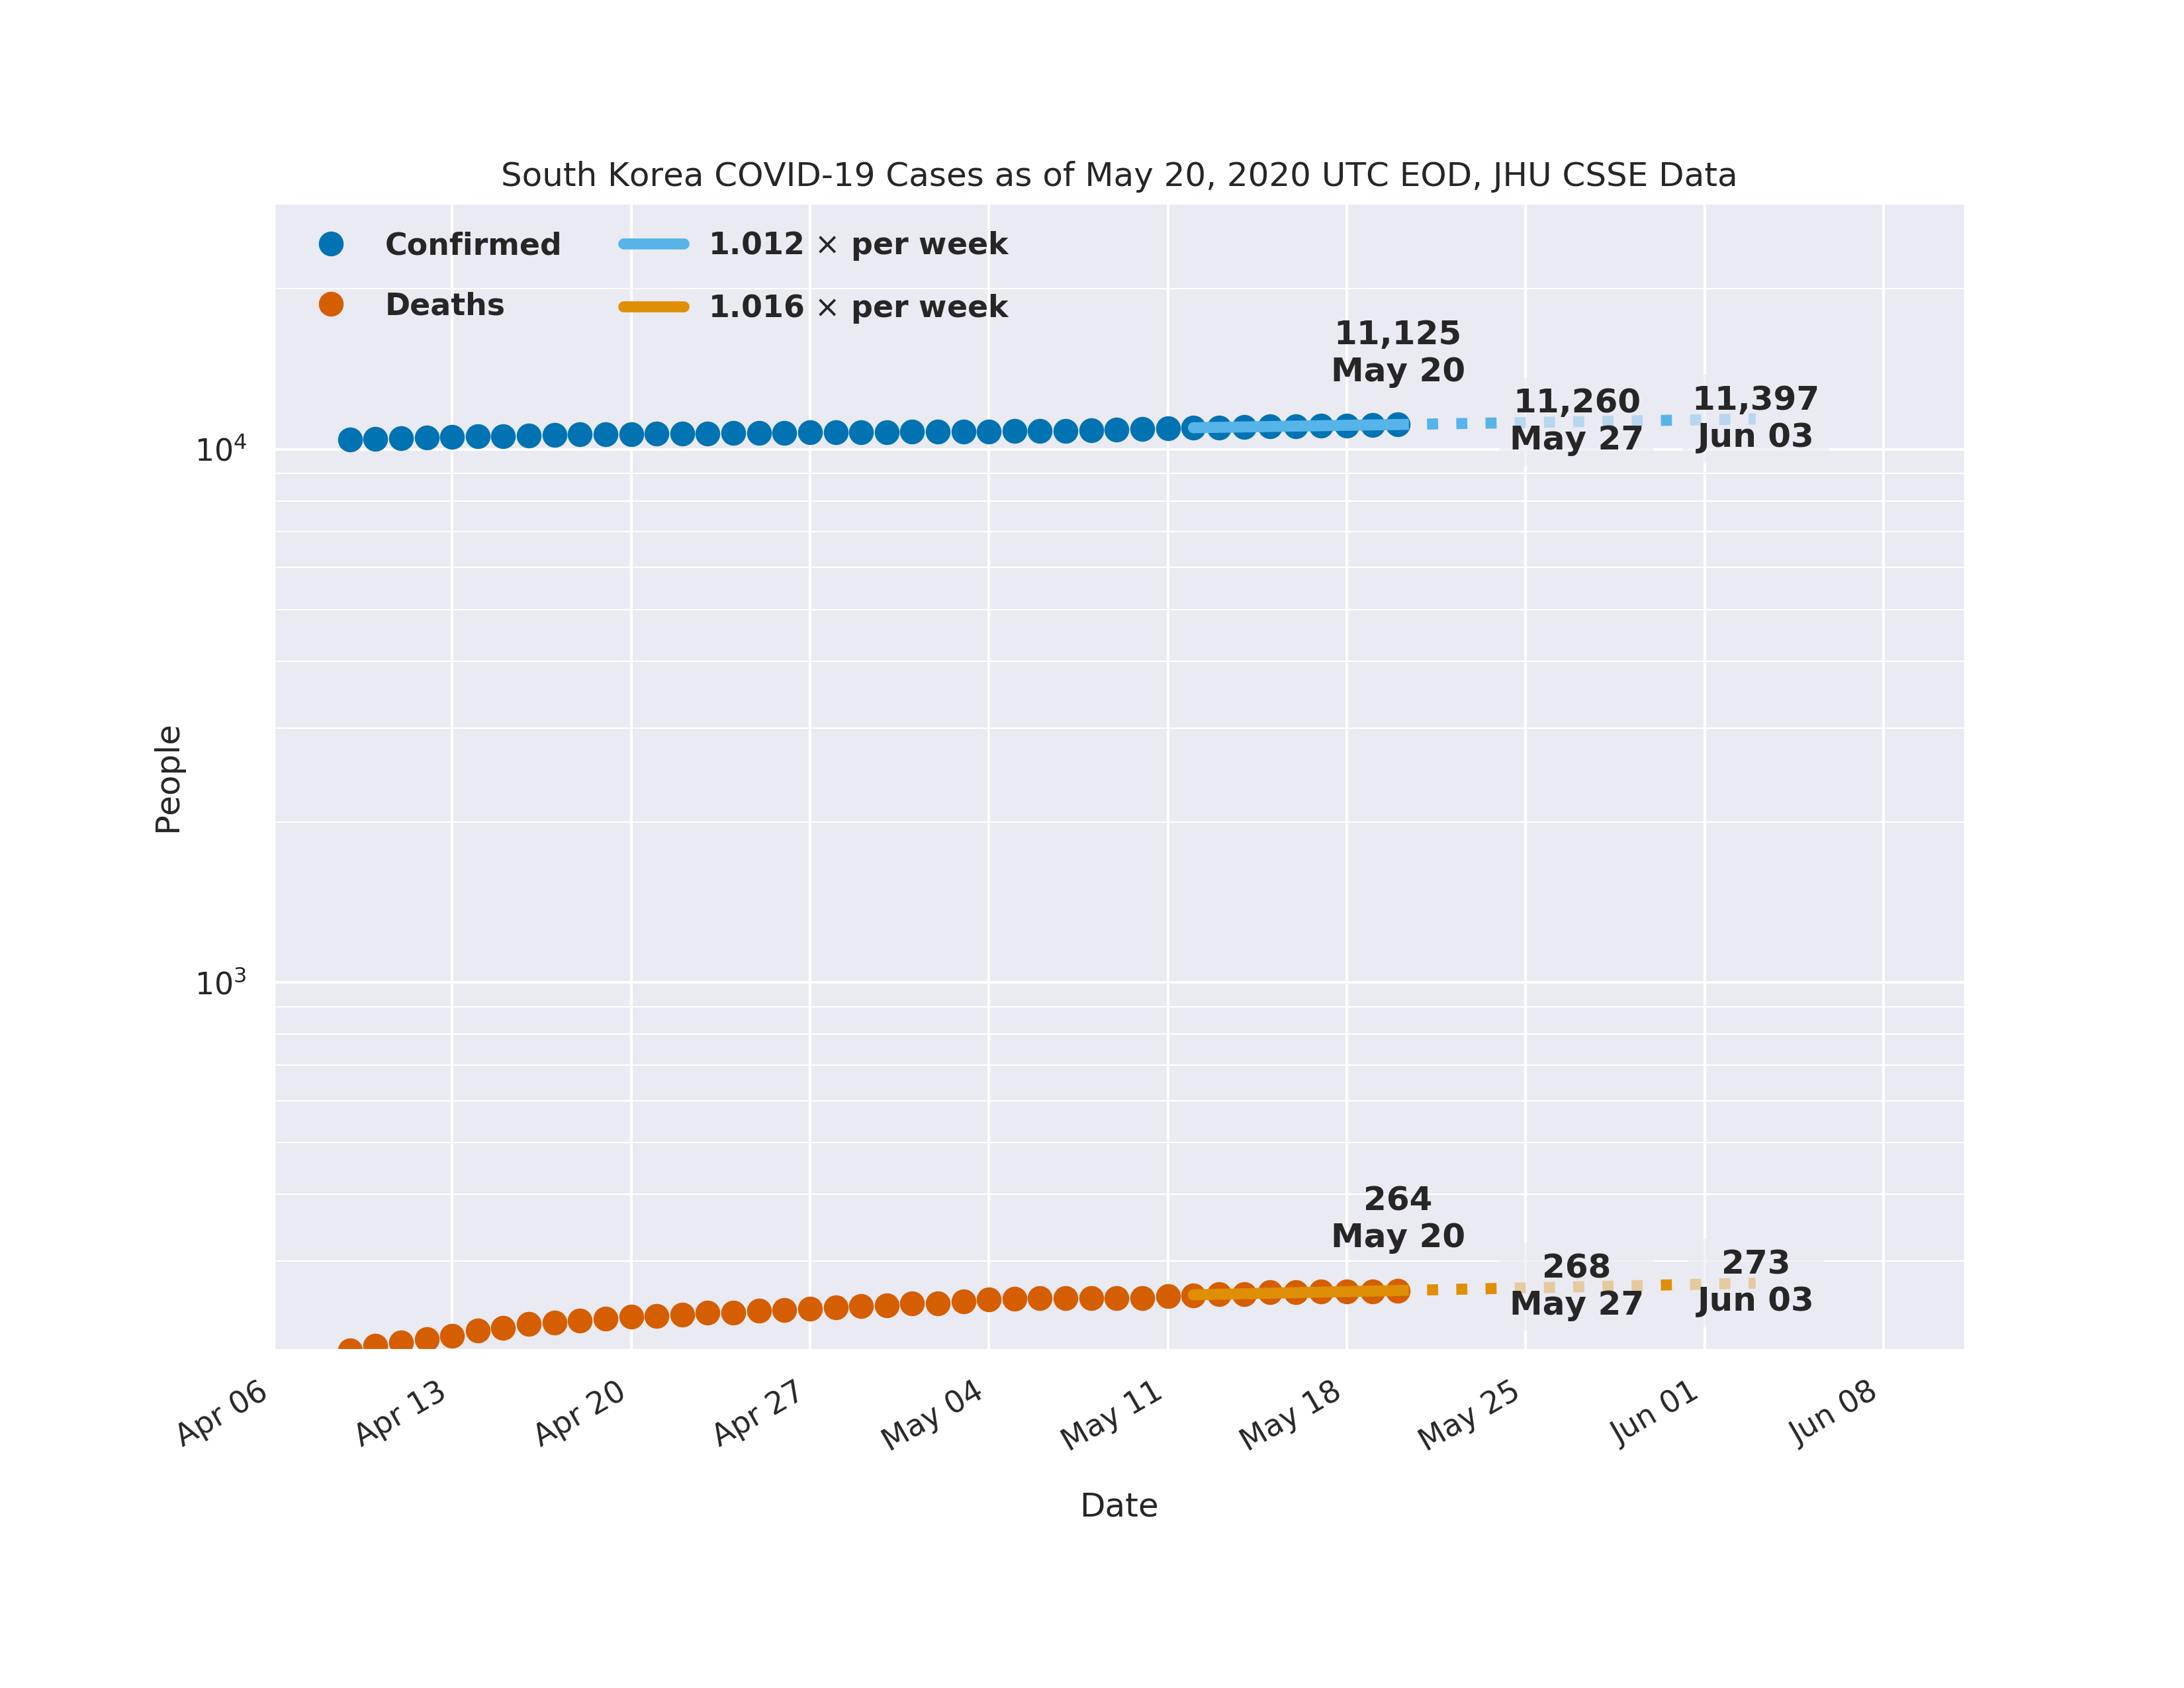 South Korea COVID-19 Cases as of May 20, 2020 UTC EOD, JHU CSSE Data
Confirmed
Deaths
1.012 × per week
1.016 × per week
11,125
May 20
11,260
May 27
11,397
Jun 03
10⁴
People
10³
264
May 20
268
May 27
273
Jun 03
Apr 06
Apr 13
Apr 20
Apr 27
May 04
May 11
May 18
May 25
Jun 01
Jun 08
Date